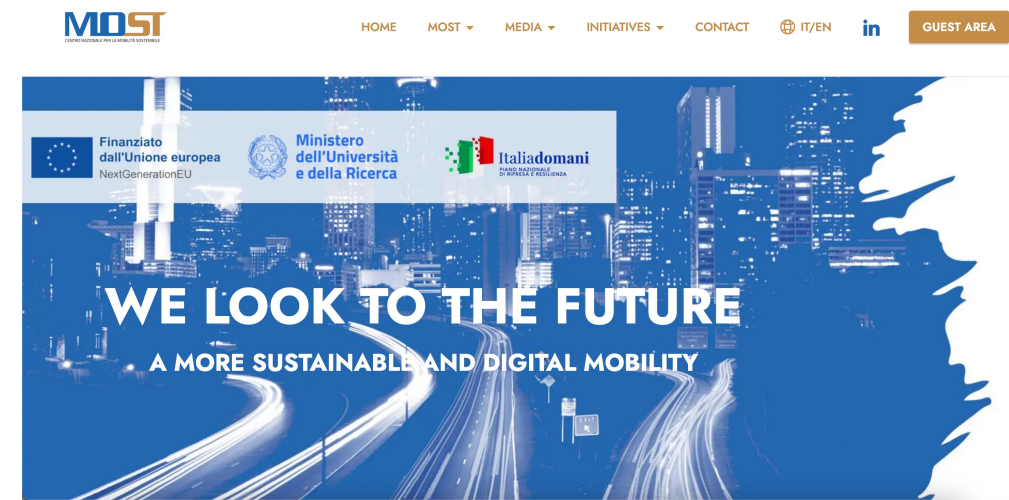 MOST
CENTRO NAZIONALE PER LA MOBILITÀ SOSTENIBILE
HOME MOST MEDIA INITIATIVES CONTACT IT/EN in GUEST AREA
Finanziato
dall'Unione europea
NextGenerationEU
Ministero
dell'Università
e della Ricerca
Italiadomani
PIANO NAZIONALE
DI RIPRESA E RESILIENZA
WE LOOK TO THE FUTURE
A MORE SUSTAINABLE AND DIGITAL MOBILITY
EXIT